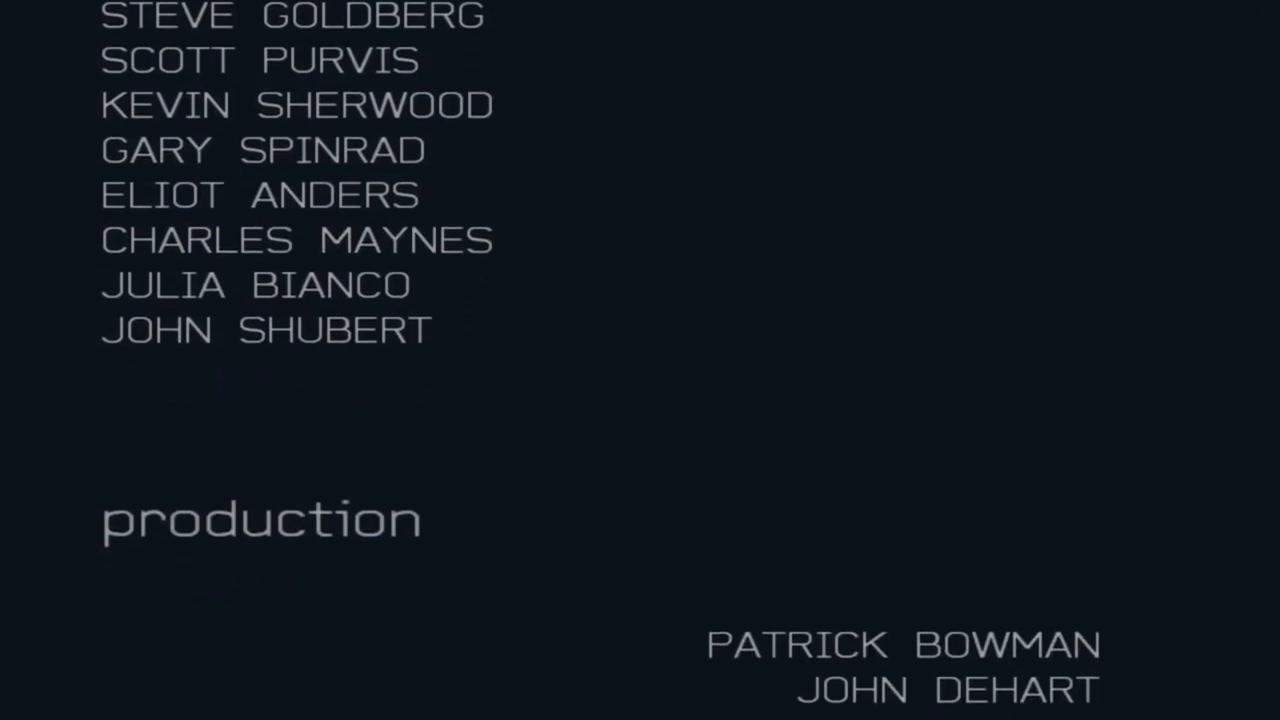 STEVE GOLDBERG
SCOTT PURVIS
KEVIN SHERWOOD
GARY SPINRAD
ELIOT ANDERS
CHARLES MAYNES
JULIA BIANCO
JOHN SHUBERT
production
PATRICK BOWMAN
JOHN DEHART